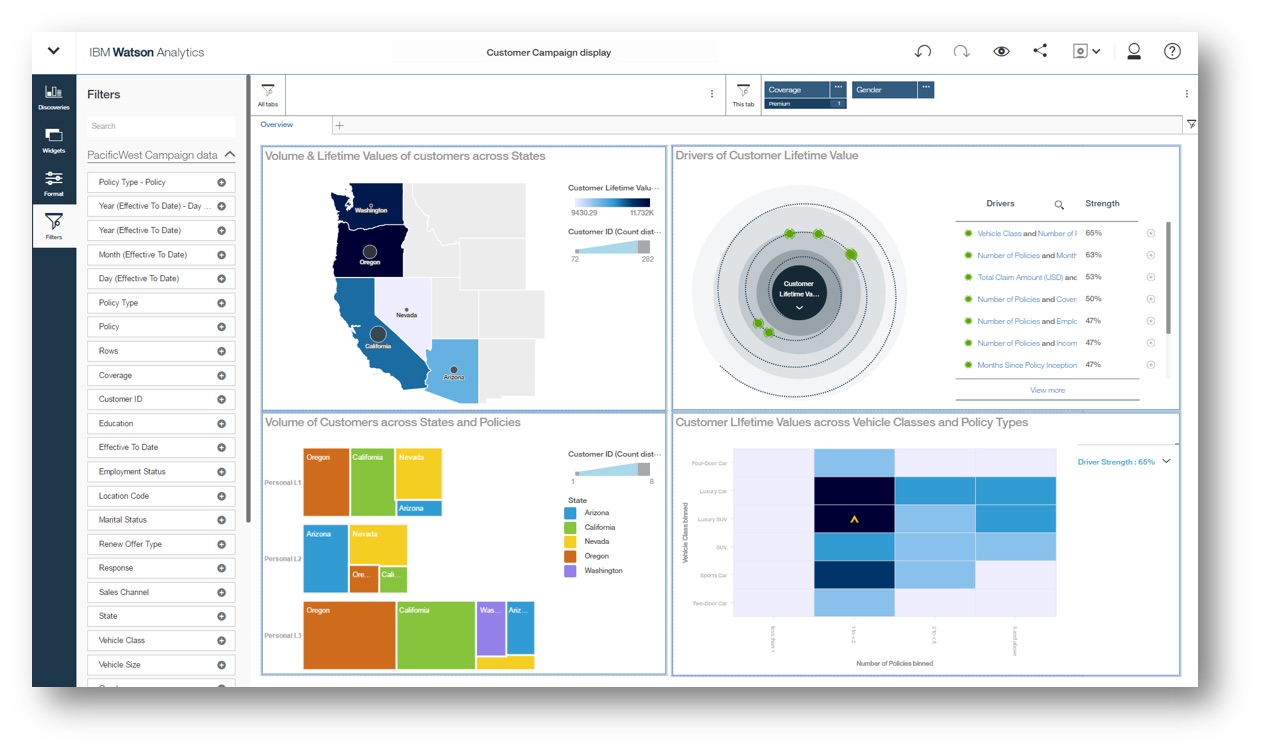 IBM Watson Analytics
Customer Campaign display
Discoveries
Widgets
Format
Filters
Filters
Search
PacificWest Campaign data
Policy Type - Policy
Year (Effective To Date) - Day ...
Year (Effective To Date)
Month (Effective To Date)
Day (Effective To Date)
Policy Type
Policy
Rows
Coverage
Customer ID
Education
Effective To Date
Employment Status
Location Code
Marital Status
Renew Offer Type
Response
Sales Channel
State
Vehicle Class
Vehicle Size
All tabs
This tab
Coverage
Premium
1
Gender
Overview
Volume & Lifetime Values of customers across States
Washington
Oregon
Nevada
California
Arizona
Customer Lifetime Valu...
9430.29 11.732K
Customer ID (Count dist...
72 282
Drivers of Customer Lifetime Value
Customer
Lifetime Va...
Drivers Strength
Vehicle Class and Number of 65%
Number of Policies and Month 63%
Total Claim Amount (USD) and 53%
Number of Policies and Cover 50%
Number of Policies and Emplc 47%
Number of Policies and Incom 47%
Months Since Policy Inception 47%
View more
Volume of Customers across States and Policies
Personal L1
Oregon California Nevada
Arizona
Personal L2
Arizona Nevada
Ore... Cali...
Personal L3
Oregon California Was... Ariz...
Customer ID (Count dist...
1 8
State
Arizona
California
Nevada
Oregon
Washington
Customer LIfetime Values across Vehicle Classes and Policy Types
Driver Strength : 65%
Vehicle Class binned
Four-Door Car
Luxury Car
Luxury SUV
SUV
Sports Car
Two-Door Car
less than 1
1 to < 2
2 to < 5
5 and above
Number of Policies binned